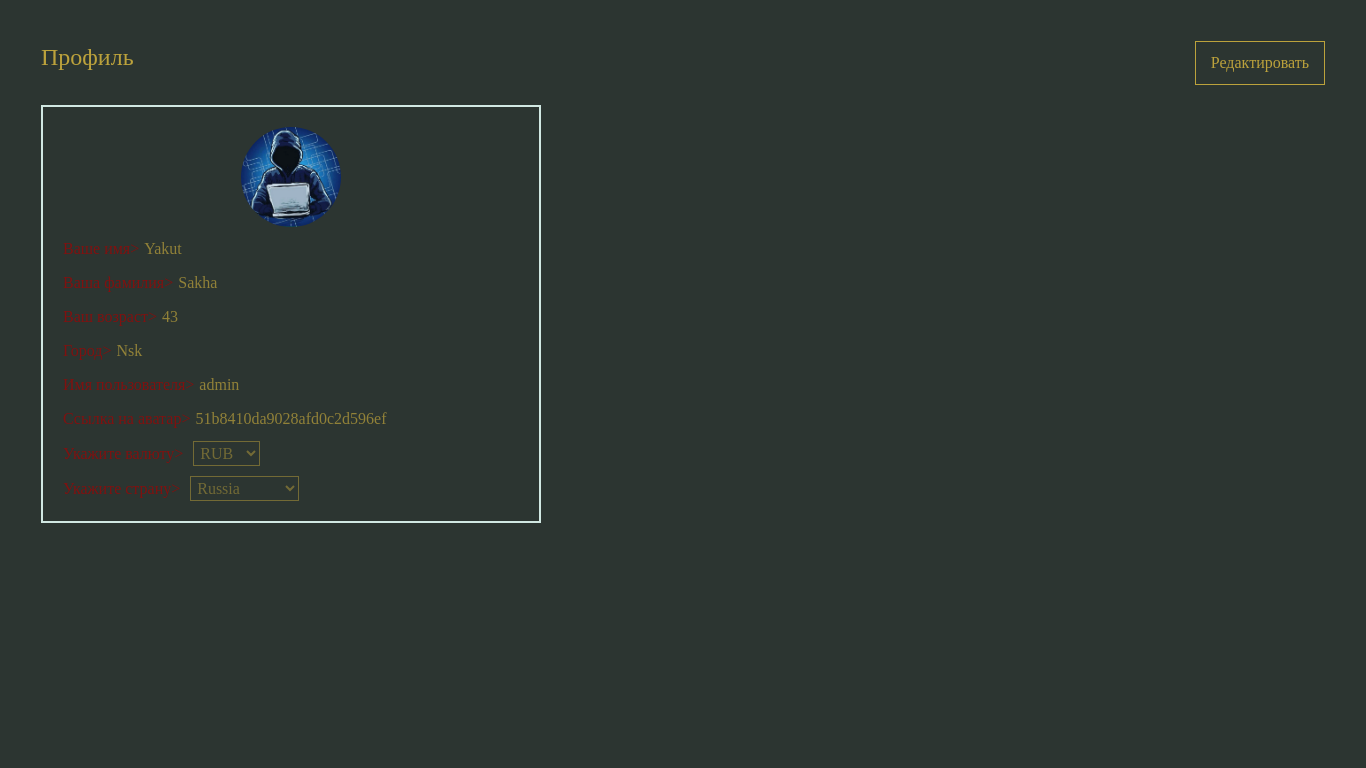 Профиль
Редактировать
Ваше имя> Yakut
Ваша фамилия> Sakha
Ваш возраст> 43
Город> Nsk
Имя пользователя> admin
Ссылка на аватар> 51b8410da9028afd0c2d596ef
Укажите валюту> RUB
Укажите страну> Russia